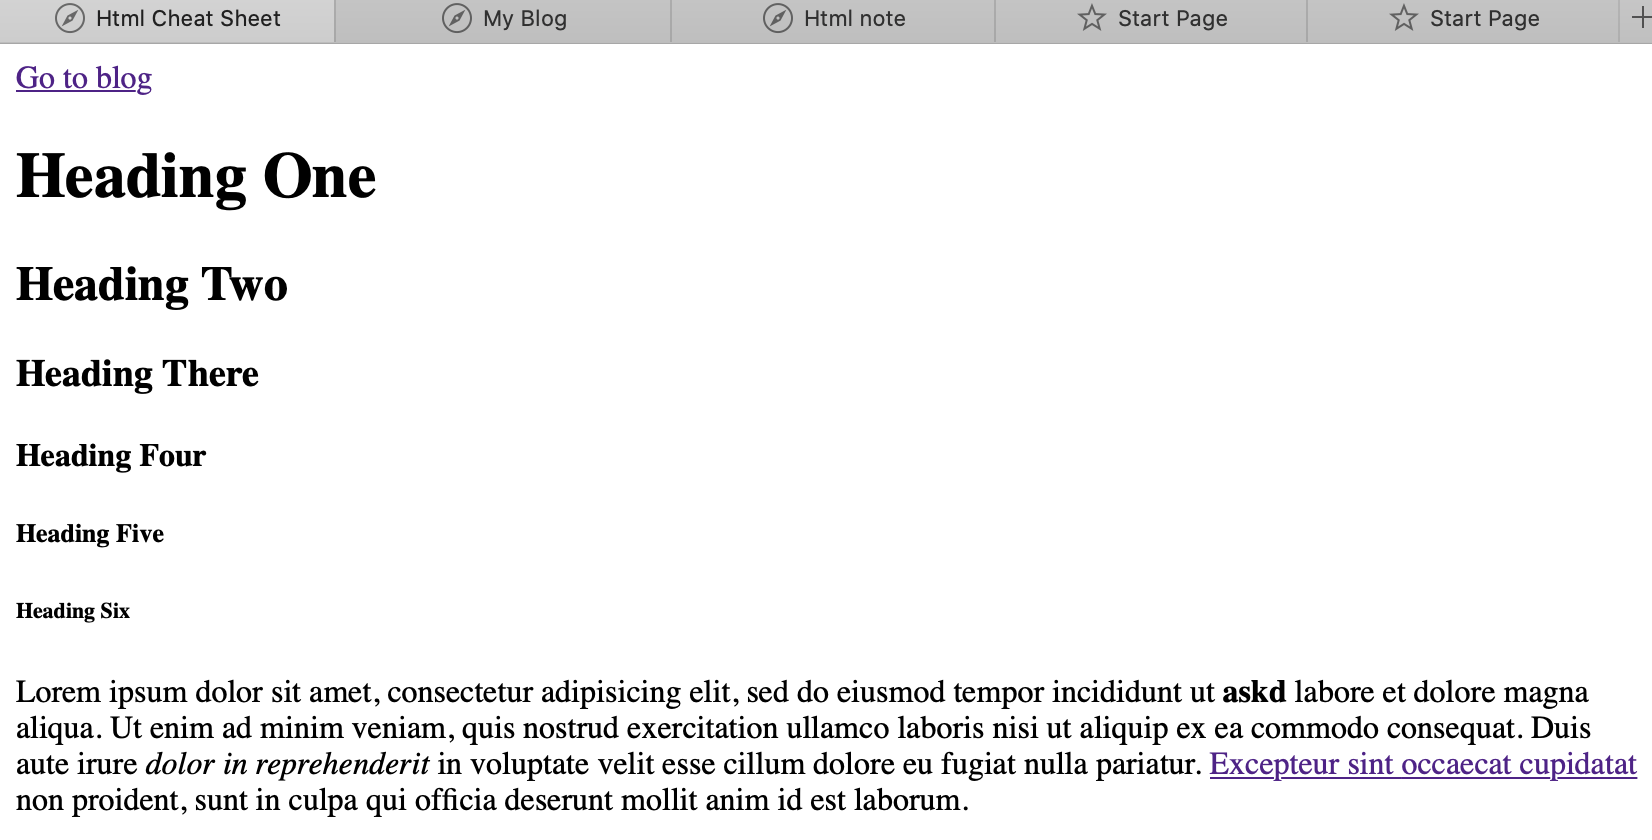 Html Cheat Sheet My Blog Html note Start Page Start Page
Go to blog
Heading One
Heading Two
Heading There
Heading Four
Heading Five
Heading Six
Lorem ipsum dolor sit amet, consectetur adipisicing elit, sed do eiusmod tempor incididunt ut askd labore et dolore magna
aliqua. Ut enim ad minim veniam, quis nostrud exercitation ullamco laboris nisi ut aliquip ex ea commodo consequat. Duis
aute irure dolor in reprehenderit in voluptate velit esse cillum dolore eu fugiat nulla pariatur. Excepteur sint occaecat cupidatat
non proident, sunt in culpa qui officia deserunt mollit anim id est laborum.